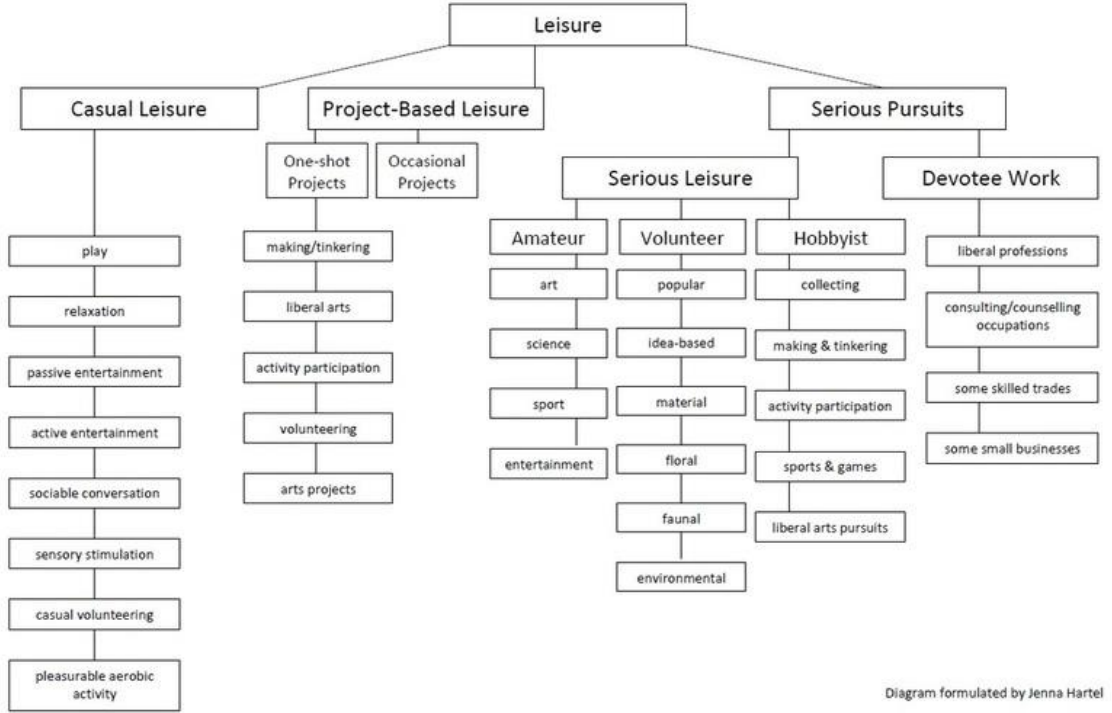 Leisure
Casual Leisure
Project-Based Leisure
Serious Pursuits
One-shot
Projects
Occasional
Projects
Serious Leisure
Devotee Work
Amateur
Volunteer
Hobbyist
play
relaxation
passive entertainment
active entertainment
sociable conversation
sensory stimulation
casual volunteering
pleasurable aerobic
activity
making/tinkering
liberal arts
activity participation
volunteering
arts projects
art
science
sport
entertainment
popular
idea-based
material
floral
faunal
environmental
collecting
making & tinkering
activity participation
sports & games
liberal arts pursuits
liberal professions
consulting/counselling
occupations
some skilled trades
some small businesses
Diagram formulated by Jenna Hartel